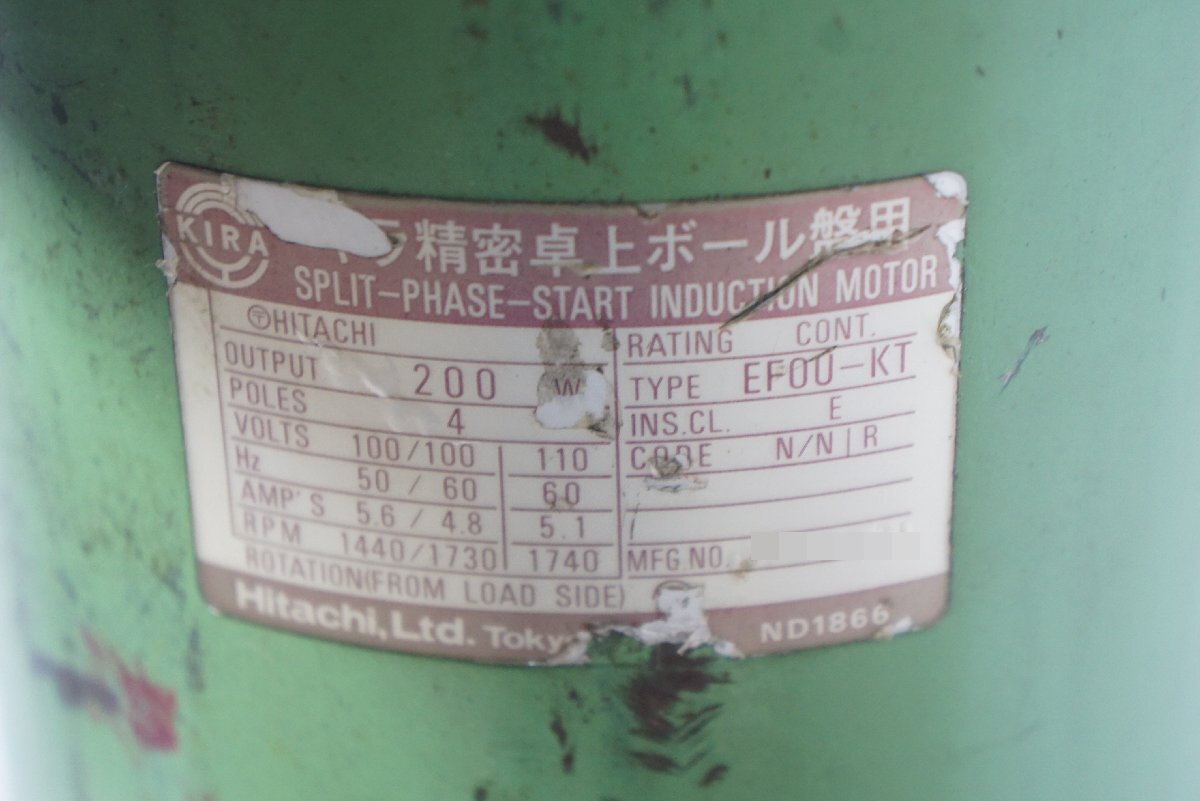 KIRA
キラ精密卓上ボール盤用
SPLIT-PHASE-START INDUCTION MOTOR
〶HITACHI
OUTPUT 200 W
POLES 4
VOLTS 100/100 110
Hz 50 / 60 60
AMP'S 5.6 / 4.8 5.1
RPM 1440/1730 1740
ROTATION(FROM LOAD SIDE)
RATING CONT.
TYPE EFOU-KT
INS.CL. E
CODE N/N|R
MFG.NO.
Hitachi,Ltd.
ND1866